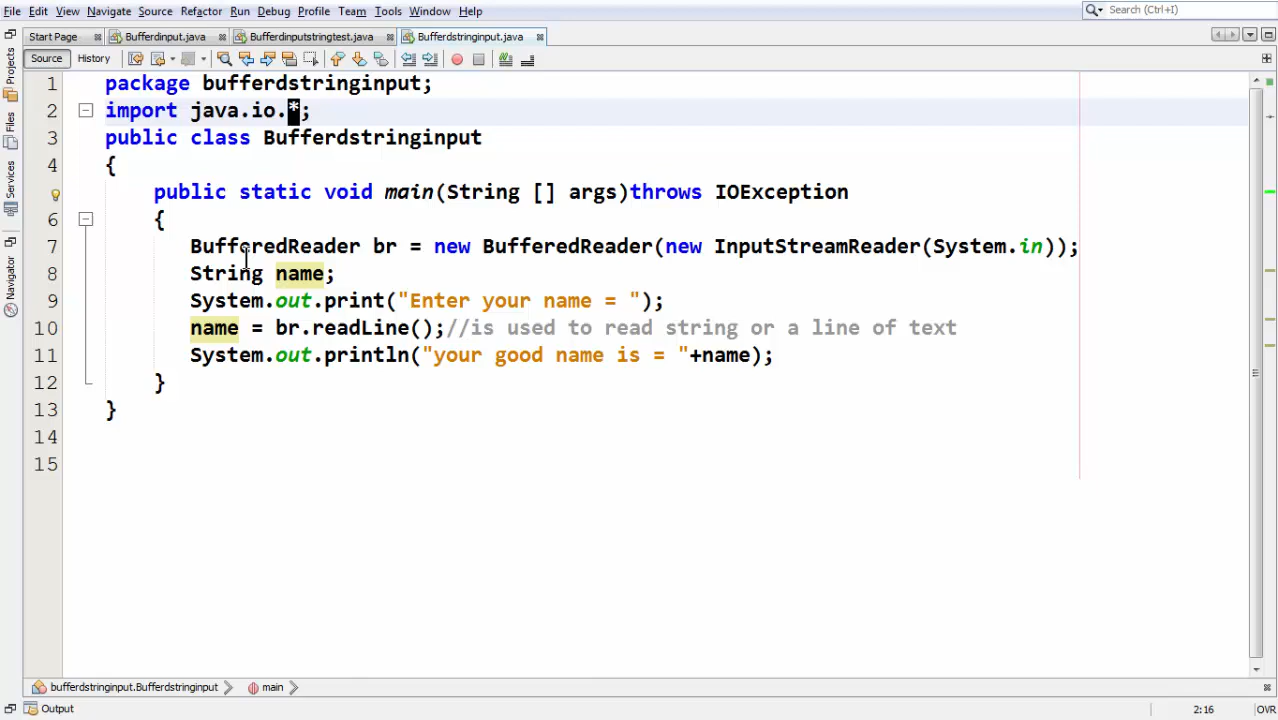 File Edit View Navigate Source Refactor Run Debug Profile Team Tools Window Help Search (Ctrl+I)
Start Page Bufferdinput.java Bufferdinputstringtest.java Bufferdstringinput.java
Source History
Projects
Files
Services
Navigator
1 package bufferdstringinput;
2 import java.io.*;
3 public class Bufferdstringinput
4 {
public static void main(String [] args)throws IOException
6 {
7 BufferedReader br = new BufferedReader(new InputStreamReader(System.in));
8 String name;
9 System.out.print("Enter your name = ");
10 name = br.readLine();//is used to read string or a line of text
11 System.out.println("your good name is = "+name);
12 }
13 }
14
15
bufferdstringinput.Bufferdstringinput main
Output 2:16 OVR